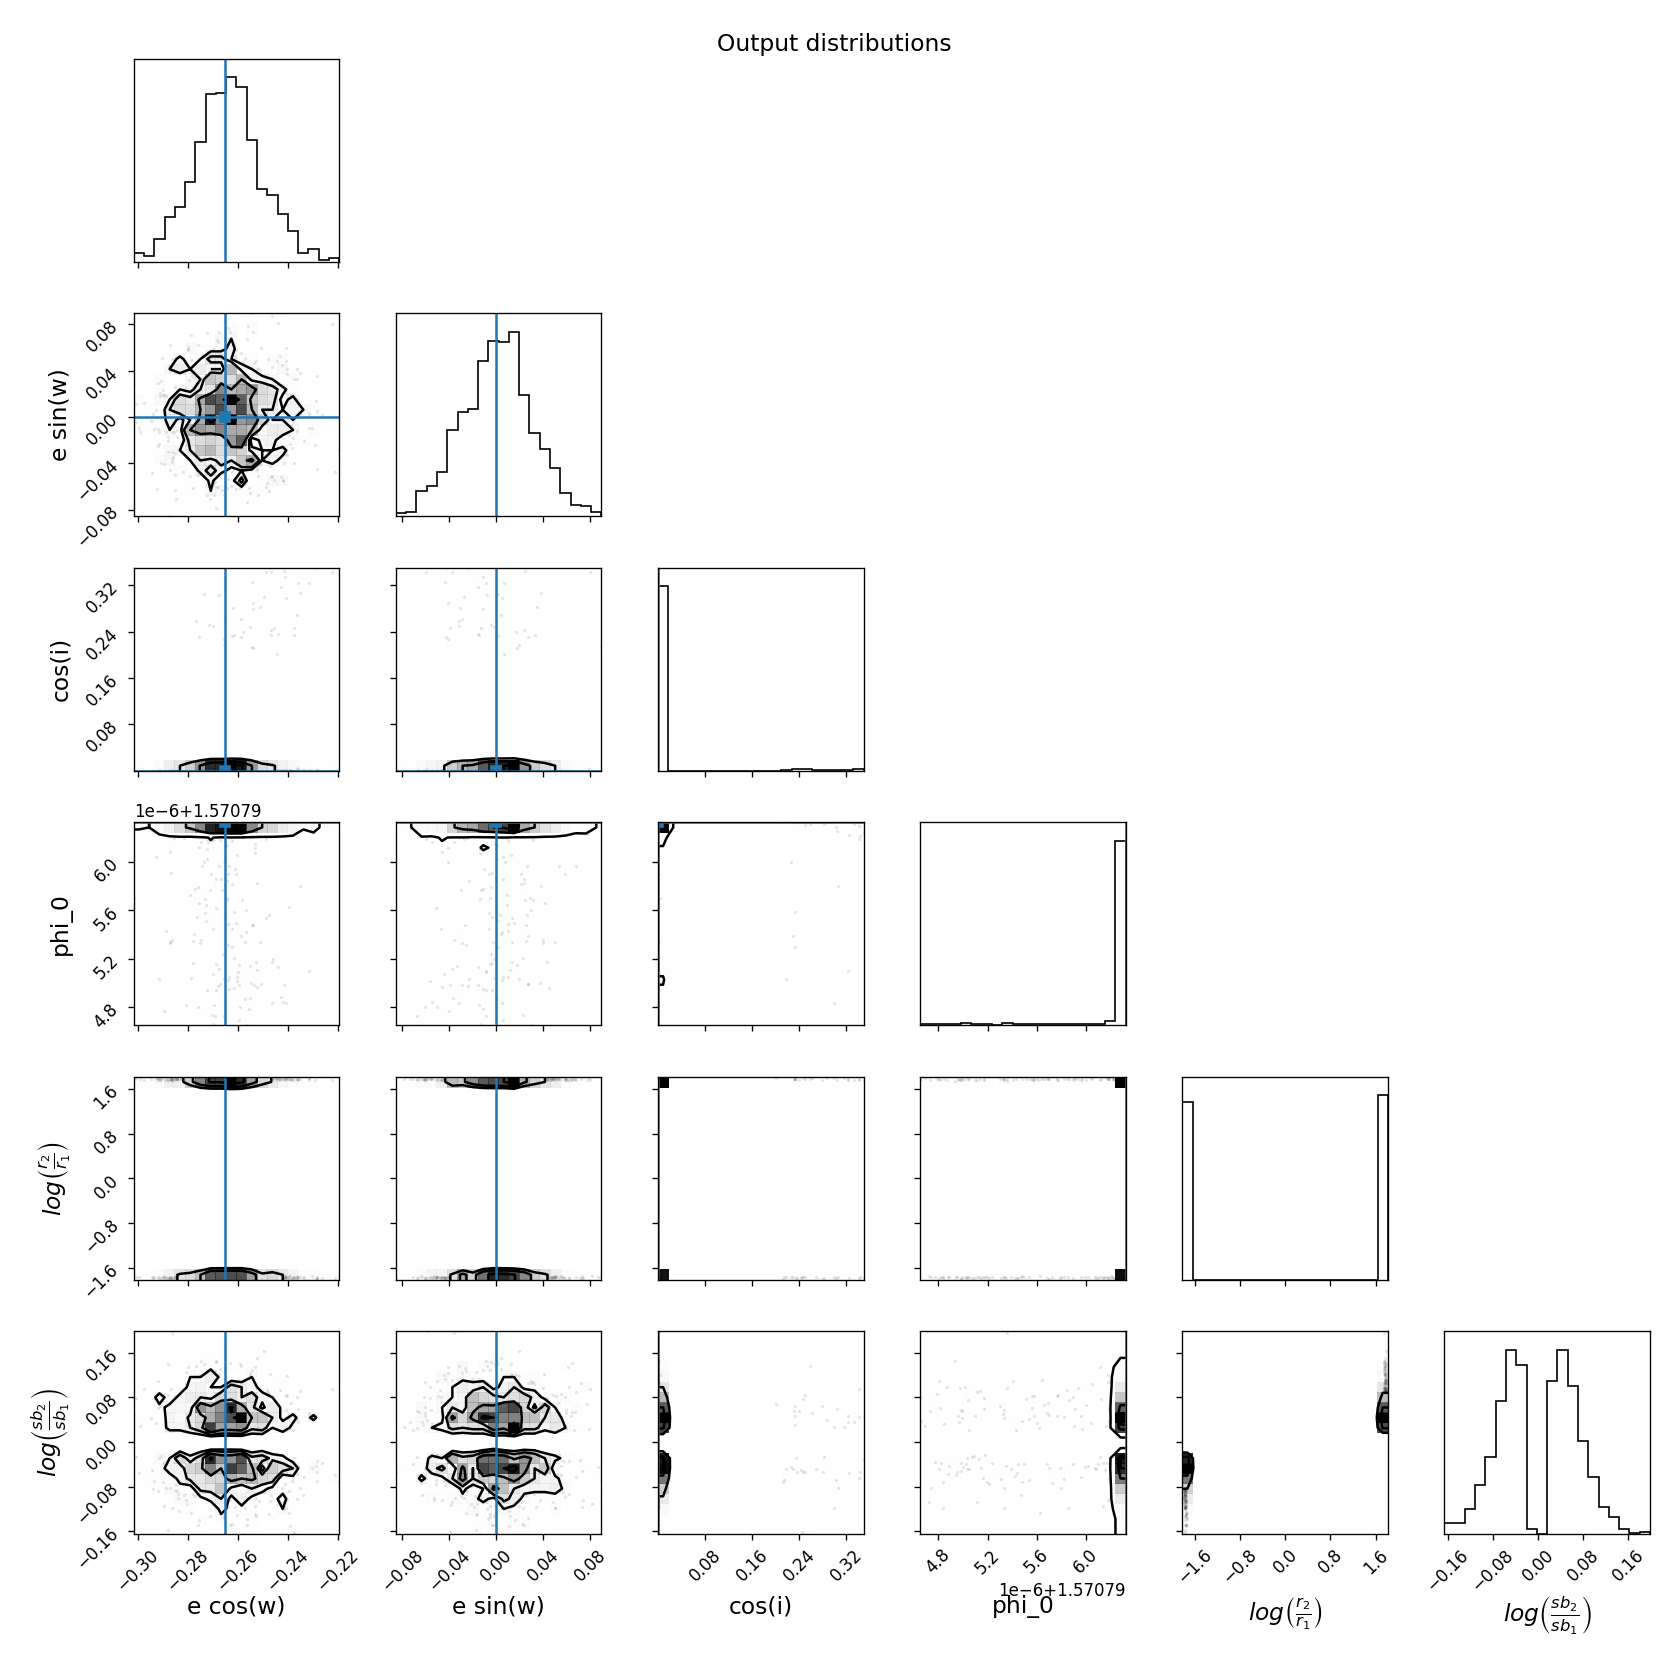 Output distributions
e sin(w)
0.08
0.04
0.00
−0.04
−0.08
cos(i)
0.32
0.24
0.16
0.08
1e−6+1.57079
phi_0
6.0
5.6
5.2
4.8
log(r2/r1)
1.6
0.8
0.0
−0.8
−1.6
log(sb2/sb1)
0.16
0.08
0.00
−0.08
−0.16
−0.30 −0.28 −0.26 −0.24 −0.22
−0.08 −0.04 0.00 0.04 0.08
0.08 0.16 0.24 0.32
4.8 5.2 5.6 6.0
−1.6 −0.8 0.0 0.8 1.6
−0.16 −0.08 0.00 0.08 0.16
1e−6+1.57079
e cos(w) e sin(w) cos(i) phi_0 log(r2/r1) log(sb2/sb1)